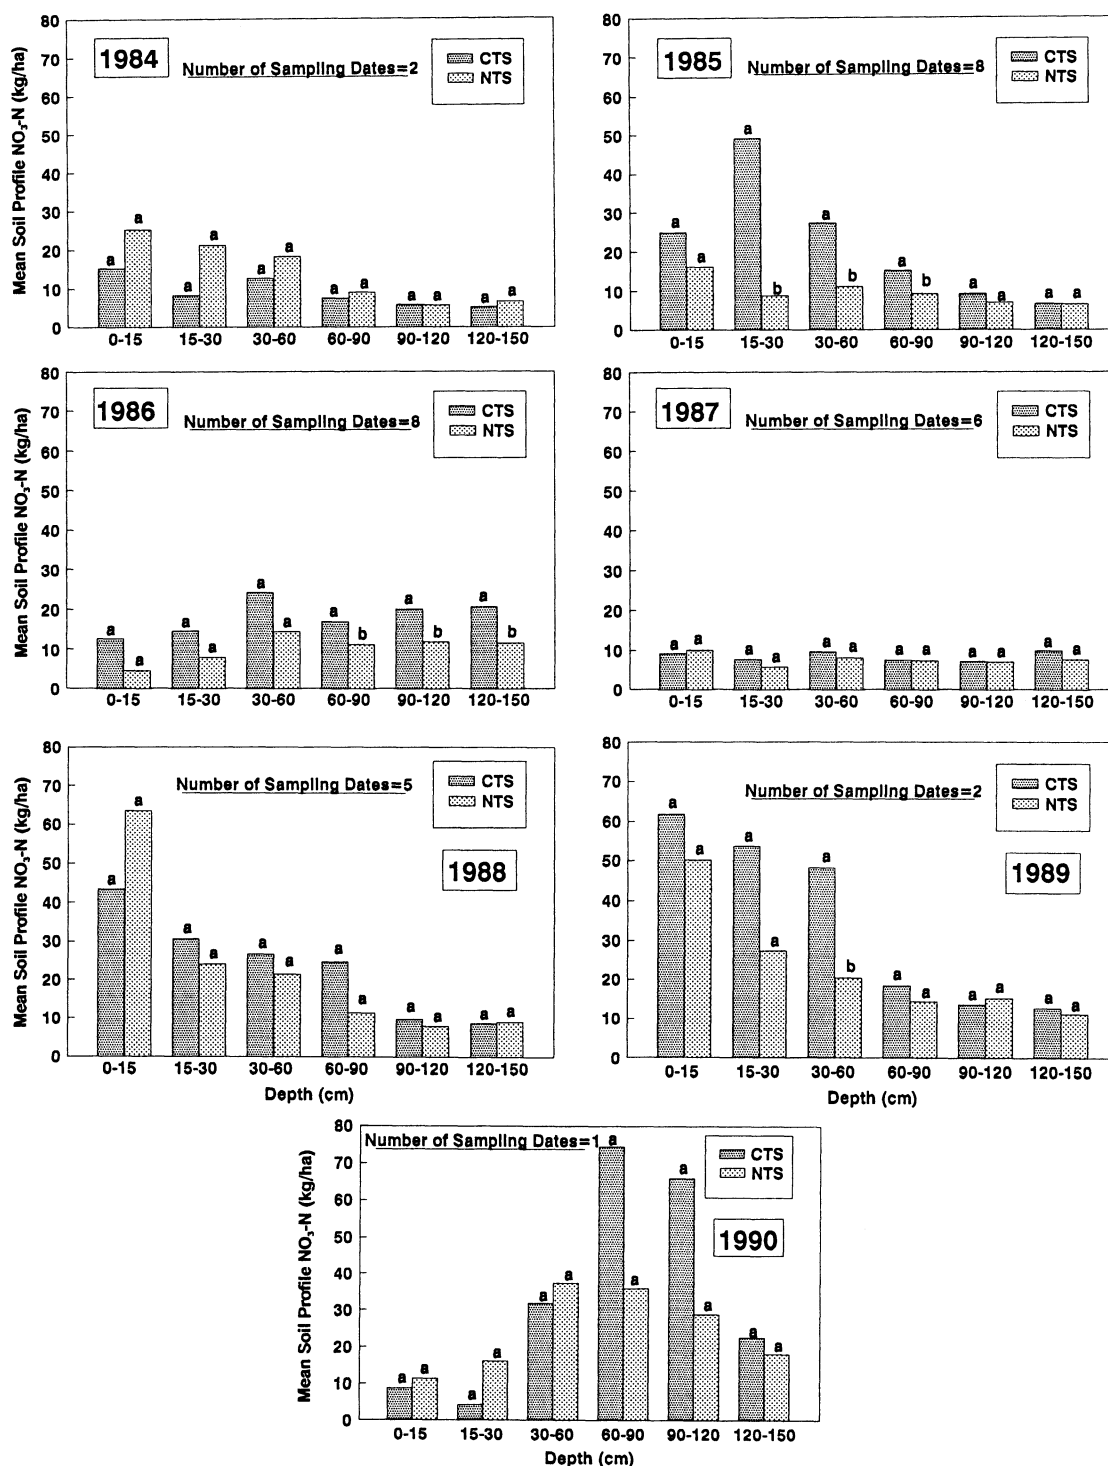 Mean Soil Profile NO₃-N (kg/ha)
1984
Number of Sampling Dates=2
CTS
NTS
80
70
60
50
40
30
20
10
0
a a a a a a a a a a a a
0-15 15-30 30-60 60-90 90-120 120-150
1985
Number of Sampling Dates=8
CTS
NTS
80
70
60
50
40
30
20
10
0
a a a b a b a b a a a a
0-15 15-30 30-60 60-90 90-120 120-150
Mean Soil Profile NO₃-N (kg/ha)
1986
Number of Sampling Dates=8
CTS
NTS
80
70
60
50
40
30
20
10
0
a a a a a a a b a b a b
0-15 15-30 30-60 60-90 90-120 120-150
1987
Number of Sampling Dates=6
CTS
NTS
80
70
60
50
40
30
20
10
0
a a a a a a a a a a a a
0-15 15-30 30-60 60-90 90-120 120-150
Mean Soil Profile NO₃-N (kg/ha)
Number of Sampling Dates=5
CTS
NTS
1988
80
70
60
50
40
30
20
10
0
a a a a a a a a a a a a
0-15 15-30 30-60 60-90 90-120 120-150
Depth (cm)
Number of Sampling Dates=2
CTS
NTS
1989
80
70
60
50
40
30
20
10
0
a a a a a b a a a a a a
0-15 15-30 30-60 60-90 90-120 120-150
Depth (cm)
Mean Soil Profile NO₃-N (kg/ha)
Number of Sampling Dates=1
CTS
NTS
1990
80
70
60
50
40
30
20
10
0
a a a a a a a a a a a a
0-15 15-30 30-60 60-90 90-120 120-150
Depth (cm)